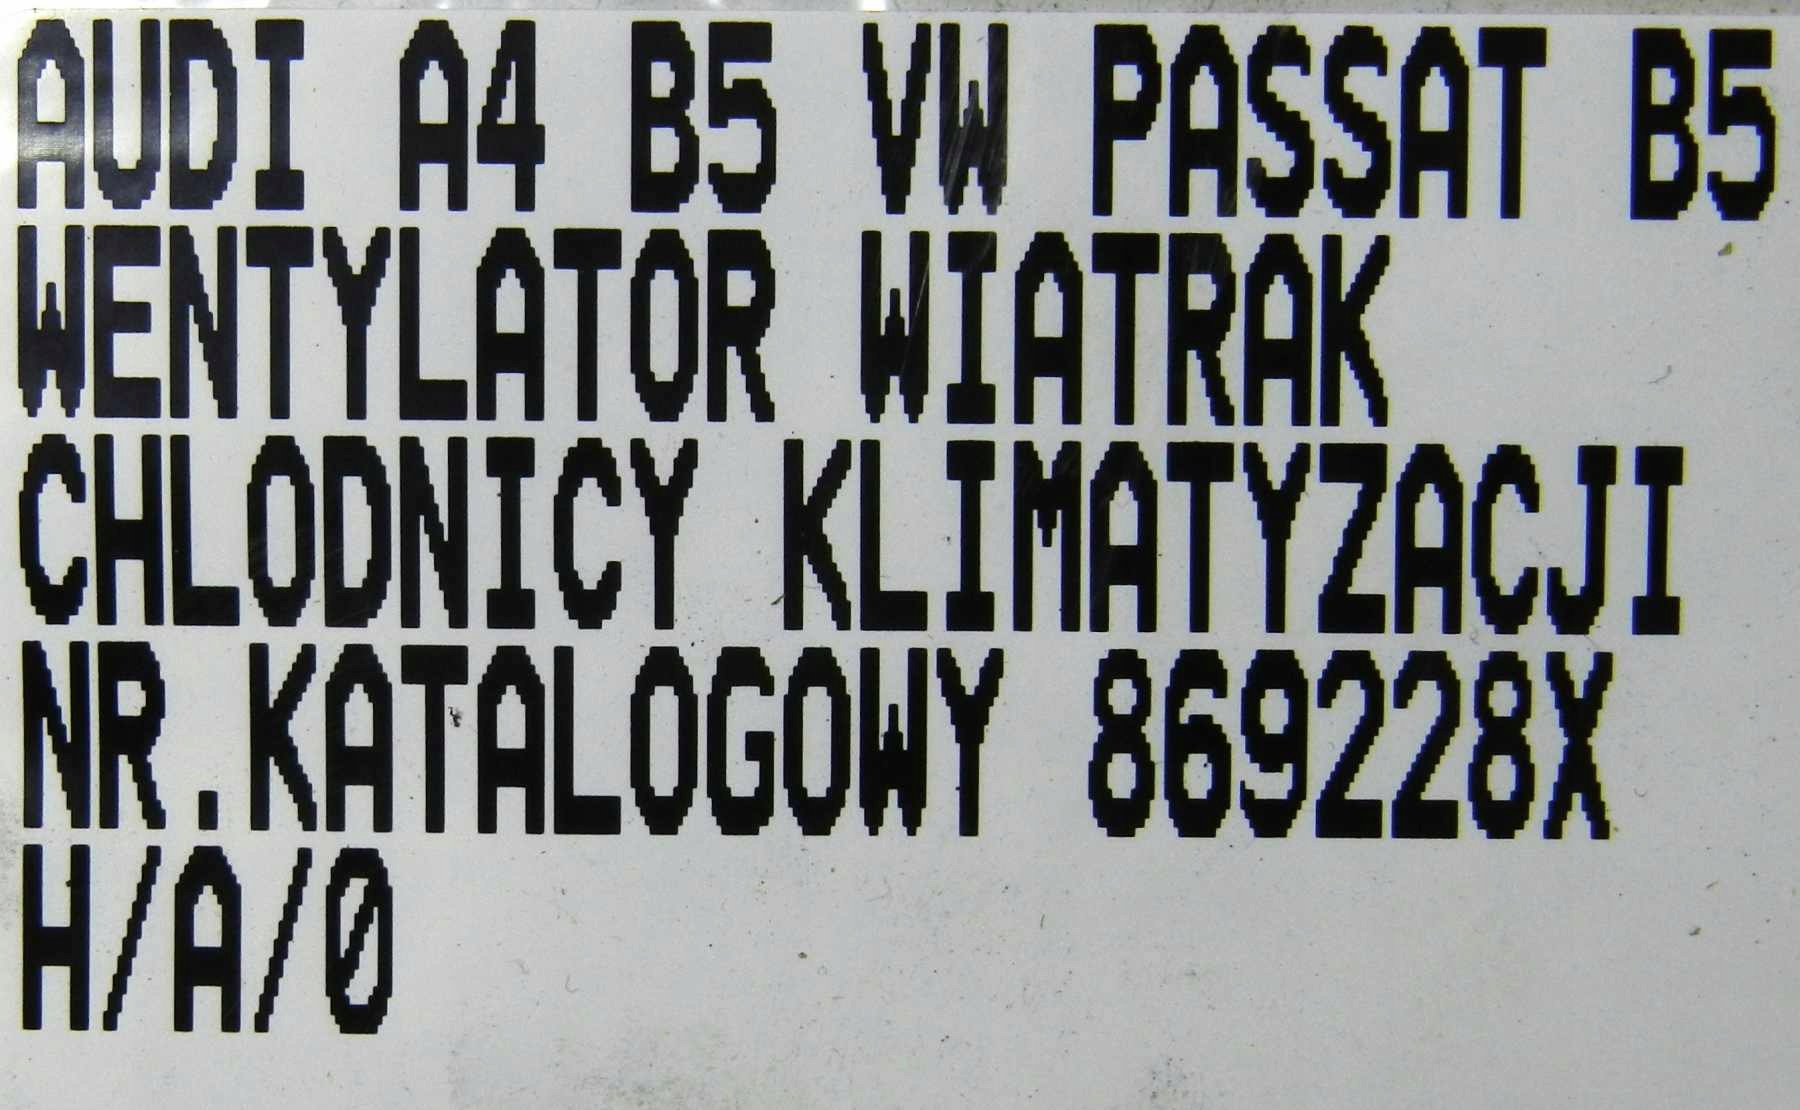 AUDI A4 B5 VW PASSAT B5
WENTYLATOR WIATRAK
CHLODNICY KLIMATYZACJI
NR.KATALOGOWY 869228X
H/A/0